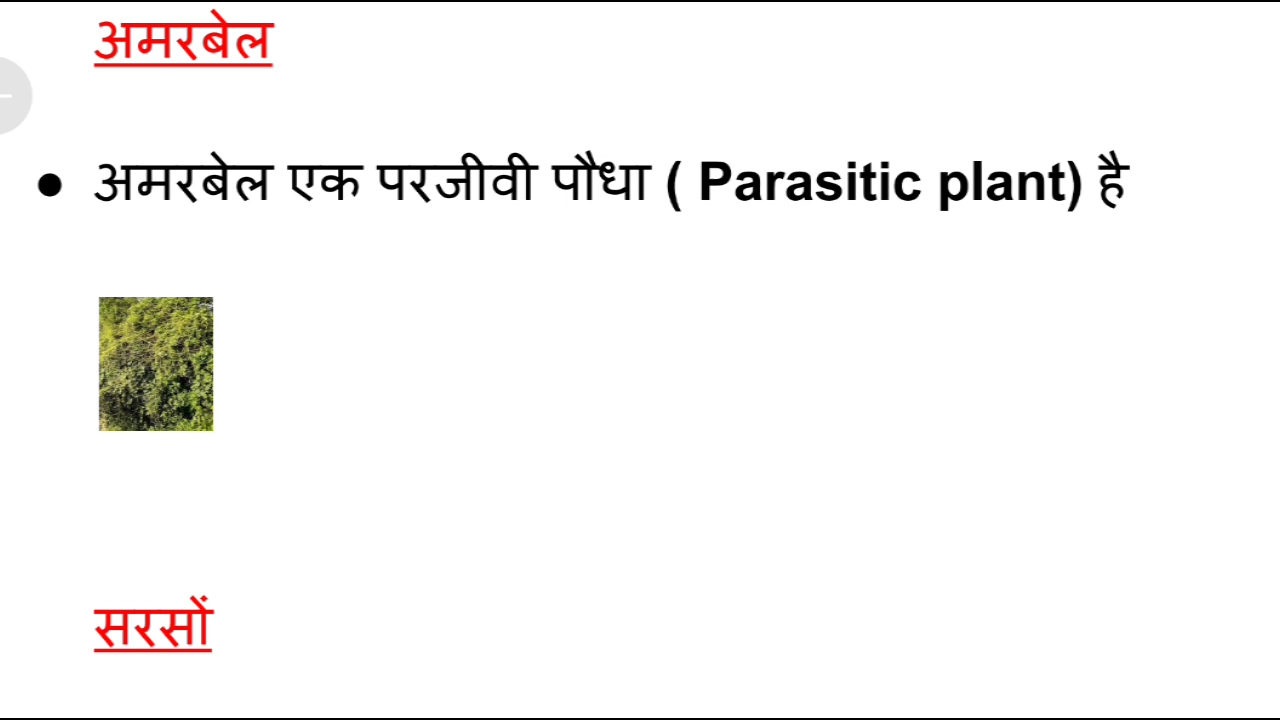 अमरबेल
● अमरबेल एक परजीवी पौधा ( Parasitic plant) है
सरसों